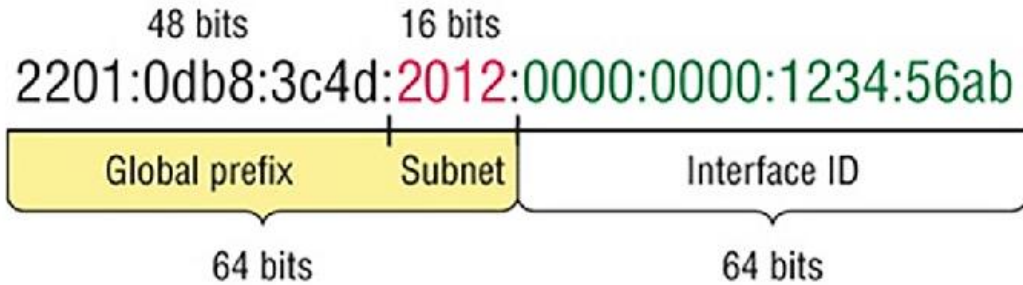 48 bits 16 bits
2201:0db8:3c4d:2012:0000:0000:1234:56ab
Global prefix Subnet Interface ID
64 bits 64 bits